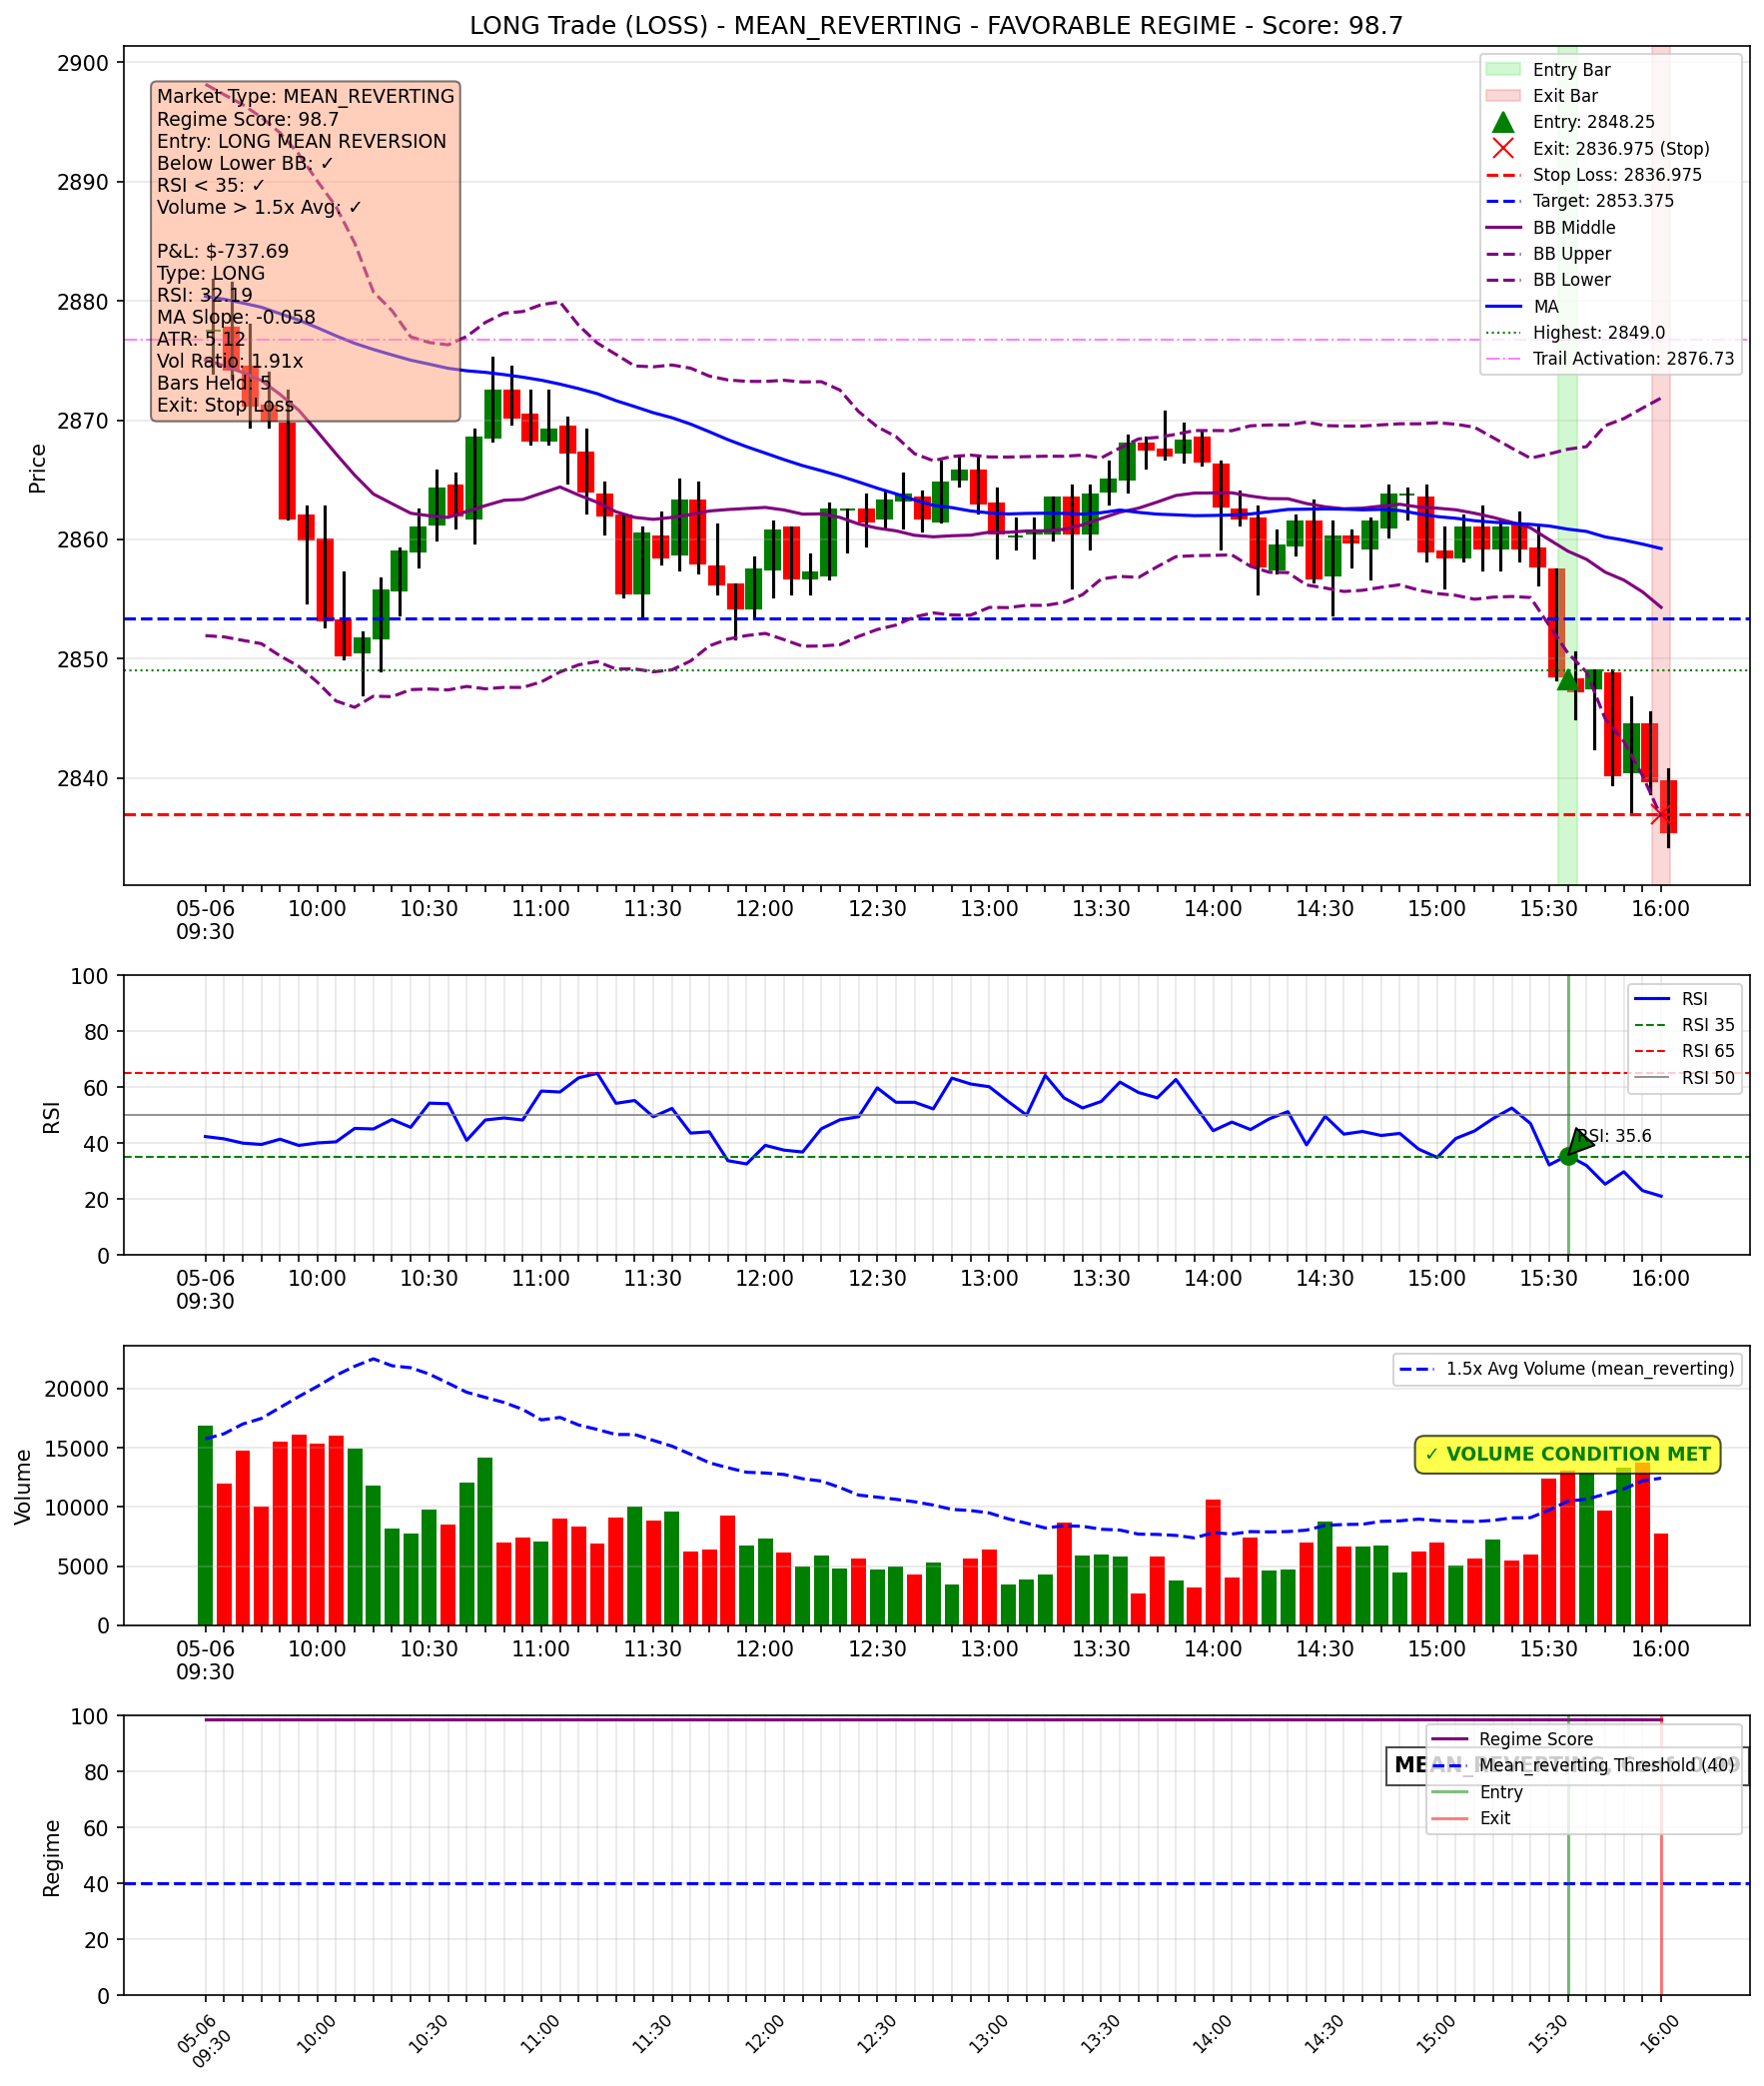 LONG Trade (LOSS) - MEAN_REVERTING - FAVORABLE REGIME - Score: 98.7
Market Type: MEAN_REVERTING
Regime Score: 98.7
Entry: LONG MEAN REVERSION
Below Lower BB: ✓
RSI < 35: ✓
Volume > 1.5x Avg: ✓
P&L: $-737.69
Type: LONG
RSI: 32.19
MA Slope: -0.058
ATR: 5.12
Vol Ratio: 1.91x
Bars Held: 5
Exit: Stop Loss
Entry Bar
Exit Bar
Entry: 2848.25
Exit: 2836.975 (Stop)
Stop Loss: 2836.975
Target: 2853.375
BB Middle
BB Upper
BB Lower
MA
Highest: 2849.0
Trail Activation: 2876.73
Price
2900
2890
2880
2870
2860
2850
2840
05-06
09:30
10:00
10:30
11:00
11:30
12:00
12:30
13:00
13:30
14:00
14:30
15:00
15:30
16:00
RSI
100
80
60
40
20
0
RSI
RSI 35
RSI 65
RSI 50
RSI: 35.6
05-06
09:30
10:00
10:30
11:00
11:30
12:00
12:30
13:00
13:30
14:00
14:30
15:00
15:30
16:00
Volume
20000
15000
10000
5000
0
1.5x Avg Volume (mean_reverting)
✓ VOLUME CONDITION MET
05-06
09:30
10:00
10:30
11:00
11:30
12:00
12:30
13:00
13:30
14:00
14:30
15:00
15:30
16:00
Regime
100
80
60
40
20
0
Regime Score
Mean_reverting Threshold (40)
Entry
Exit
MEAN_REVERTING
05-06
09:30
10:00
10:30
11:00
11:30
12:00
12:30
13:00
13:30
14:00
14:30
15:00
15:30
16:00